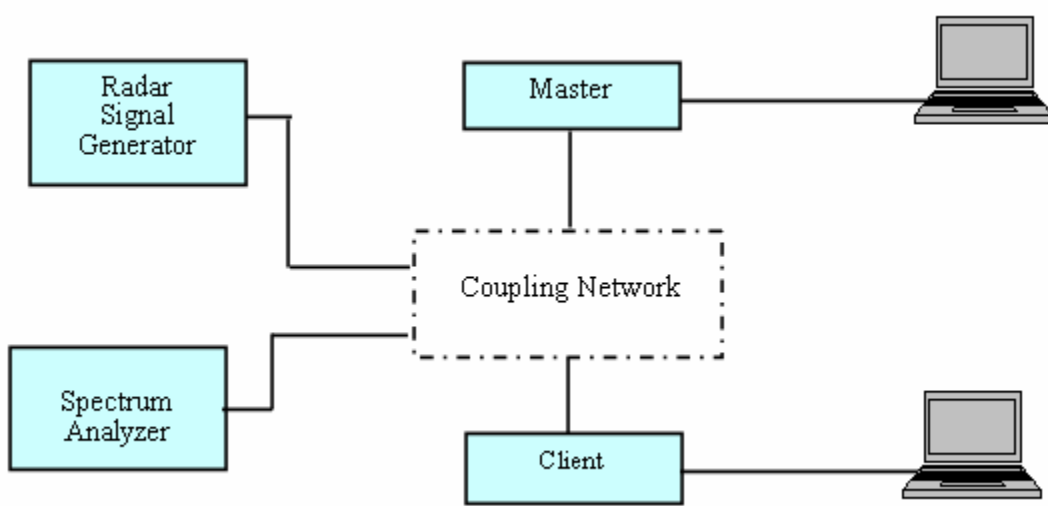 Radar
Signal
Generator
Master
Coupling Network
Spectrum
Analyzer
Client